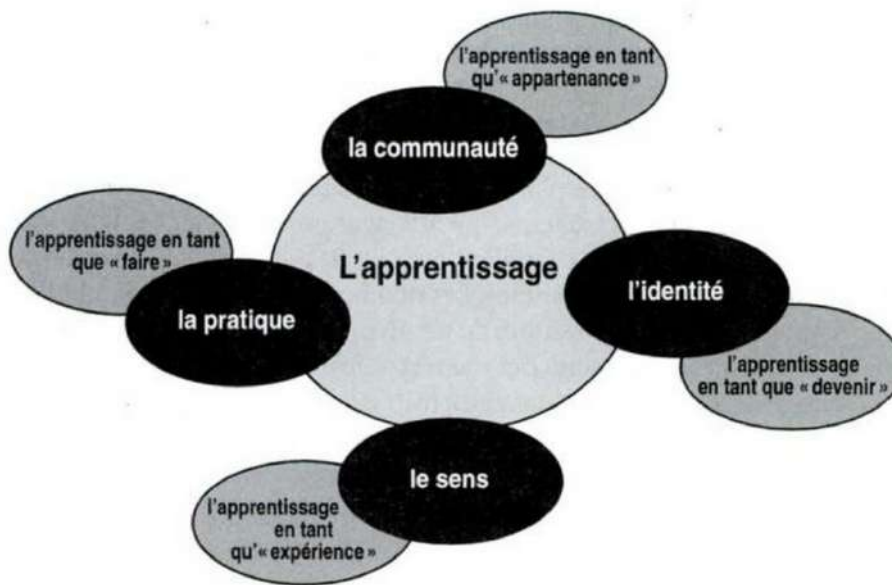 l'apprentissage en tant
qu'« appartenance »
la communauté
l'apprentissage en tant
que « faire »
L'apprentissage
l'identité
la pratique
l'apprentissage
en tant que « devenir »
le sens
l'apprentissage
en tant
qu'« expérience »